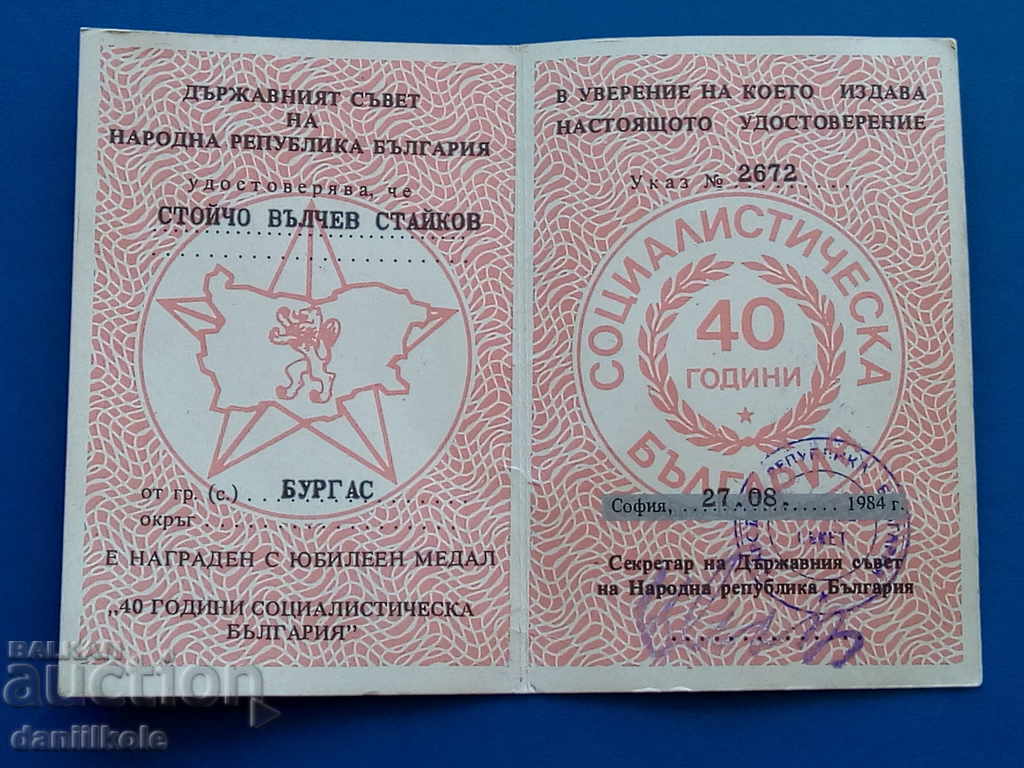 ДЪРЖАВНИЯТ СЪВЕТ
НА
НАРОДНА РЕПУБЛИКА БЪЛГАРИЯ
удостоверява, че
СТОЙЧО ВЪЛЧЕВ СТАЙКОВ
от гр. (с.) БУРГАС
окръг
Е НАГРАДЕН С ЮБИЛЕЕН МЕДАЛ
„40 ГОДИНИ СОЦИАЛИСТИЧЕСКА
БЪЛГАРИЯ"
В УВЕРЕНИЕ НА КОЕТО ИЗДАВА
НАСТОЯЩОТО УДОСТОВЕРЕНИЕ
Указ № 2672
СОЦИАЛИСТИЧЕСКА
40
ГОДИНИ
БЪЛГАРИЯ
София, 27.08. 1984 г.
Секретар на Държавния съвет
на Народна република България
BALKAN
auction
daniilkole